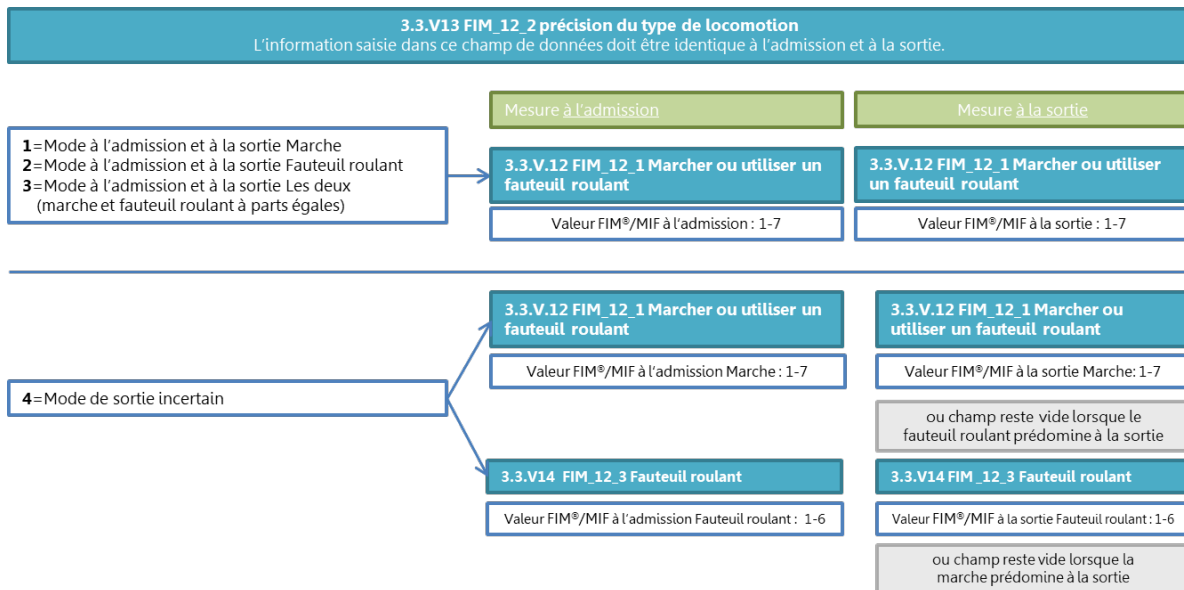 3.3.V13 FIM_12_2 précision du type de locomotion
L'information saisie dans ce champ de données doit être identique à l'admission et à la sortie.
Mesure à l'admission
Mesure à la sortie
1=Mode à l'admission et à la sortie Marche
2=Mode à l'admission et à la sortie Fauteuil roulant
3=Mode à l'admission et à la sortie Les deux
(marche et fauteuil roulant à parts égales)
3.3.V.12 FIM_12_1 Marcher ou utiliser un
fauteuil roulant
Valeur FIM®/MIF à l'admission : 1-7
3.3.V.12 FIM_12_1 Marcher ou utiliser
un fauteuil roulant
Valeur FIM®/MIF à la sortie : 1-7
4=Mode de sortie incertain
3.3.V.12 FIM_12_1 Marcher ou utiliser un
fauteuil roulant
Valeur FIM®/MIF à l'admission Marche : 1-7
3.3.V.12 FIM_12_1 Marcher ou
utiliser un fauteuil roulant
Valeur FIM®/MIF à la sortie Marche: 1-7
ou champ reste vide lorsque le
fauteuil roulant prédomine à la sortie
3.3.V14 FIM_12_3 Fauteuil roulant
Valeur FIM®/MIF à l'admission Fauteuil roulant : 1-6
3.3.V14 FIM_12_3 Fauteuil roulant
Valeur FIM®/MIF à la sortie Fauteuil roulant : 1-6
ou champ reste vide lorsque la
marche prédomine à la sortie